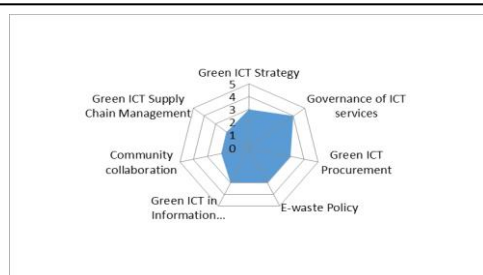 Green ICT Strategy
5
4
3
2
1
0
Governance of ICT
services
Green ICT
Procurement
E-waste Policy
Green ICT in
Information...
Community
collaboration
Green ICT Supply
Chain Management